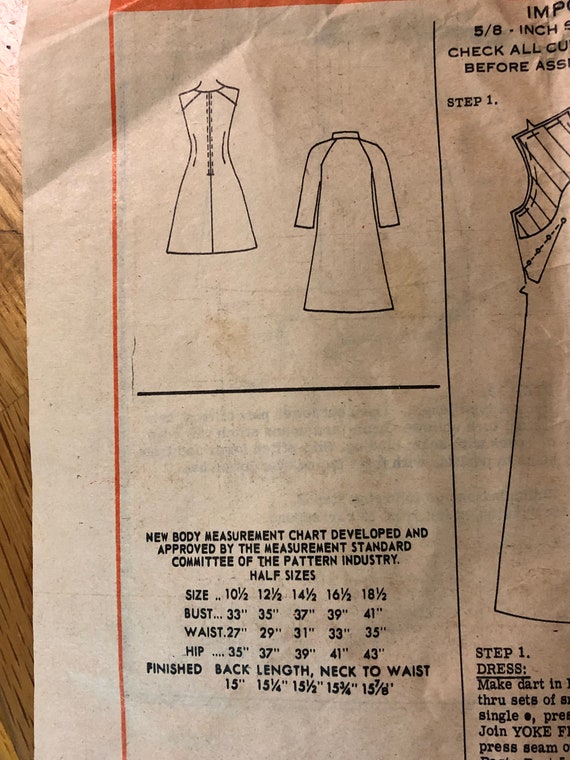 IMPO
5/8 - INCH S
CHECK ALL CU
BEFORE ASS
STEP 1.
NEW BODY MEASUREMENT CHART DEVELOPED AND
APPROVED BY THE MEASUREMENT STANDARD
COMMITTEE OF THE PATTERN INDUSTRY.
HALF SIZES
SIZE .. 10½ 12½ 14½ 16½ 18½
BUST... 33" 35" 37" 39" 41"
WAIST. 27" 29" 31" 33" 35"
HIP .... 35" 37" 39" 41" 43"
FINISHED BACK LENGTH, NECK TO WAIST
15" 15¼" 15½" 15¾" 15⅞"
STEP 1.
DRESS:
Make dart in
thru sets of s
single ●, pres
Join YOKE F
press seam o